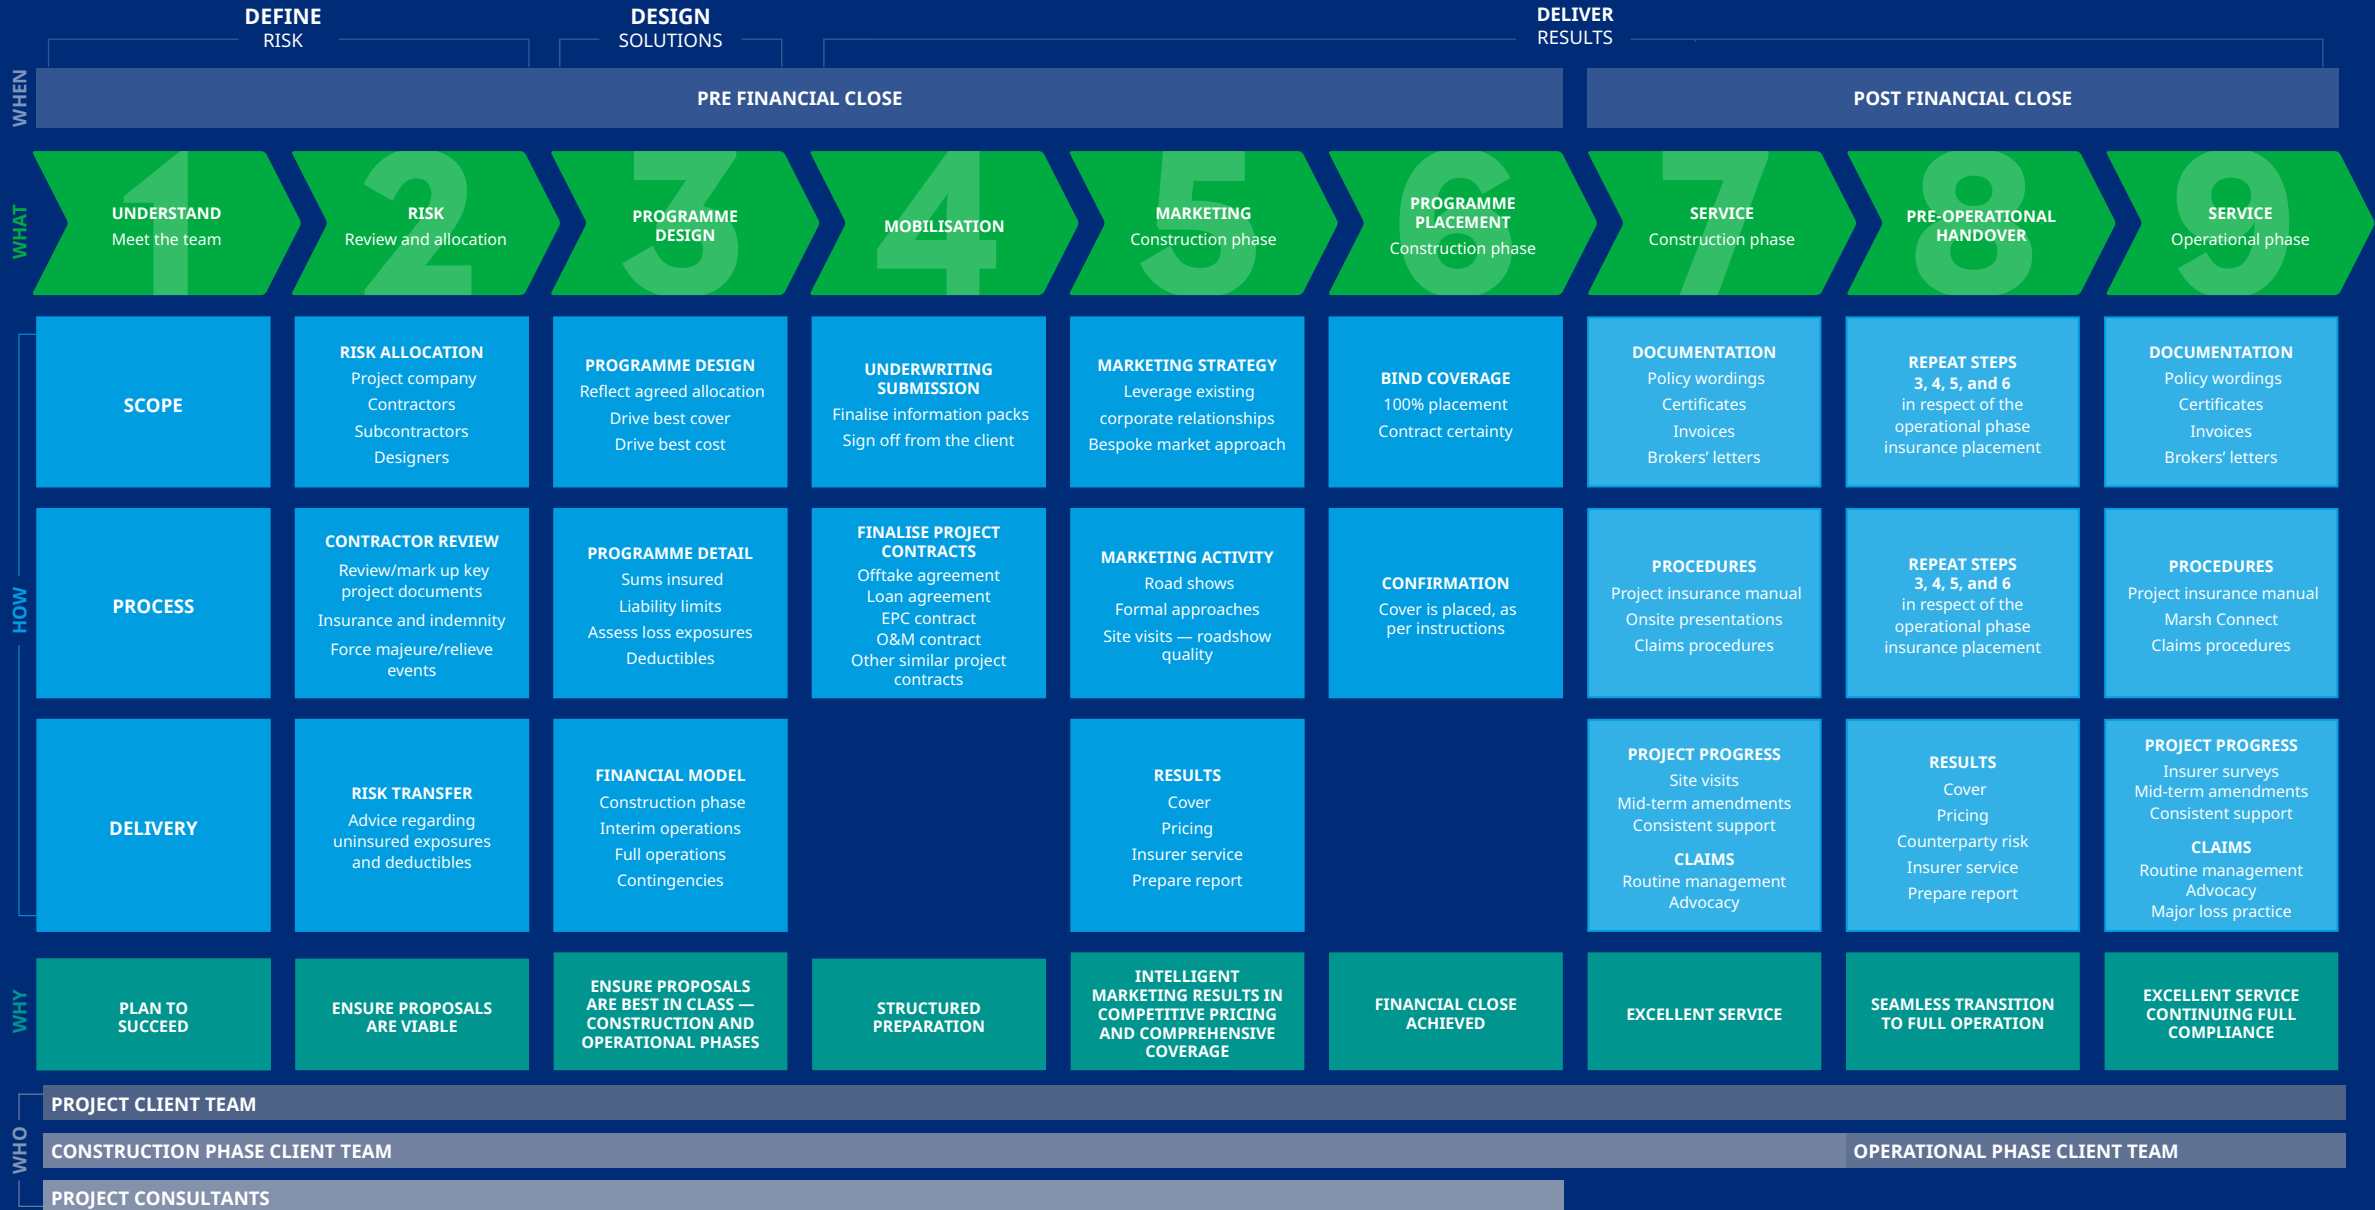 DEFINE
RISK
DESIGN
SOLUTIONS
DELIVER
RESULTS
WHEN
PRE FINANCIAL CLOSE
POST FINANCIAL CLOSE
WHAT
1
UNDERSTAND
Meet the team
2
RISK
Review and allocation
3
PROGRAMME
DESIGN
4
MOBILISATION
5
MARKETING
Construction phase
6
PROGRAMME
PLACEMENT
Construction phase
7
SERVICE
Construction phase
8
PRE-OPERATIONAL
HANDOVER
9
SERVICE
Operational phase
HOW
SCOPE
RISK ALLOCATION
Project company
Contractors
Subcontractors
Designers
PROGRAMME DESIGN
Reflect agreed allocation
Drive best cover
Drive best cost
UNDERWRITING
SUBMISSION
Finalise information packs
Sign off from the client
MARKETING STRATEGY
Leverage existing
corporate relationships
Bespoke market approach
BIND COVERAGE
100% placement
Contract certainty
DOCUMENTATION
Policy wordings
Certificates
Invoices
Brokers’ letters
REPEAT STEPS
3, 4, 5, and 6
in respect of the
operational phase
insurance placement
DOCUMENTATION
Policy wordings
Certificates
Invoices
Brokers’ letters
PROCESS
CONTRACTOR REVIEW
Review/mark up key
project documents
Insurance and indemnity
Force majeure/relieve
events
PROGRAMME DETAIL
Sums insured
Liability limits
Assess loss exposures
Deductibles
FINALISE PROJECT
CONTRACTS
Offtake agreement
Loan agreement
EPC contract
O&M contract
Other similar project
contracts
MARKETING ACTIVITY
Road shows
Formal approaches
Site visits — roadshow
quality
CONFIRMATION
Cover is placed, as
per instructions
PROCEDURES
Project insurance manual
Onsite presentations
Claims procedures
REPEAT STEPS
3, 4, 5, and 6
in respect of the
operational phase
insurance placement
PROCEDURES
Project insurance manual
Marsh Connect
Claims procedures
DELIVERY
RISK TRANSFER
Advice regarding
uninsured exposures
and deductibles
FINANCIAL MODEL
Construction phase
Interim operations
Full operations
Contingencies
RESULTS
Cover
Pricing
Insurer service
Prepare report
PROJECT PROGRESS
Site visits
Mid-term amendments
Consistent support
CLAIMS
Routine management
Advocacy
RESULTS
Cover
Pricing
Counterparty risk
Insurer service
Prepare report
PROJECT PROGRESS
Insurer surveys
Mid-term amendments
Consistent support
CLAIMS
Routine management
Advocacy
Major loss practice
WHY
PLAN TO
SUCCEED
ENSURE PROPOSALS
ARE VIABLE
ENSURE PROPOSALS
ARE BEST IN CLASS —
CONSTRUCTION AND
OPERATIONAL PHASES
STRUCTURED
PREPARATION
INTELLIGENT
MARKETING RESULTS IN
COMPETITIVE PRICING
AND COMPREHENSIVE
COVERAGE
FINANCIAL CLOSE
ACHIEVED
EXCELLENT SERVICE
SEAMLESS TRANSITION
TO FULL OPERATION
EXCELLENT SERVICE
CONTINUING FULL
COMPLIANCE
WHO
PROJECT CLIENT TEAM
CONSTRUCTION PHASE CLIENT TEAM
OPERATIONAL PHASE CLIENT TEAM
PROJECT CONSULTANTS